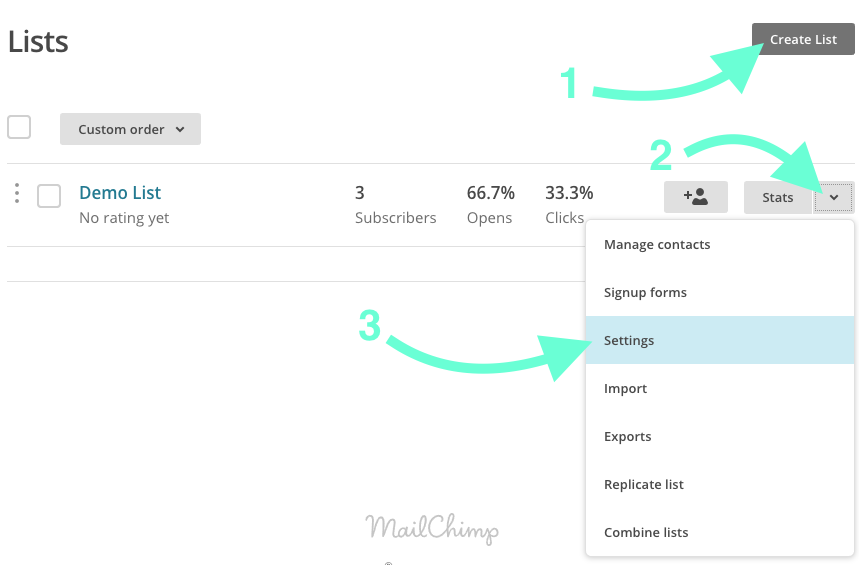 Lists
Create List
1
Custom order
2
Demo List 3 66.7% 33.3%
No rating yet Subscribers Opens Clicks
Stats
Manage contacts
Signup forms
3
Settings
Import
Exports
Replicate list
Combine lists
MailChimp
®